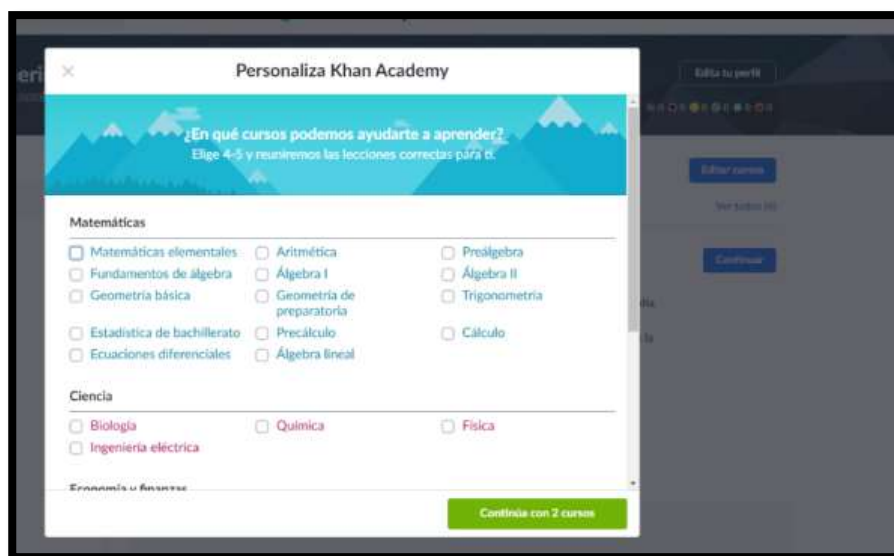 Personaliza Khan Academy
Edita tu perfil
¿En qué cursos podemos ayudarte a aprender?
Elige 4-5 y reuniremos las lecciones correctas para ti.
Editar cursos
Ver todos
Matemáticas
Matemáticas elementales Aritmética Preálgebra
Fundamentos de álgebra Álgebra I Álgebra II
Continuar
Geometría básica Geometría de Trigonometría
preparatoria
Estadística de bachillerato Precálculo Cálculo
la
Ecuaciones diferenciales Álgebra lineal
Ciencia
Biología Química Física
Ingeniería eléctrica
Economía y finanzas
Continúa con 2 cursos